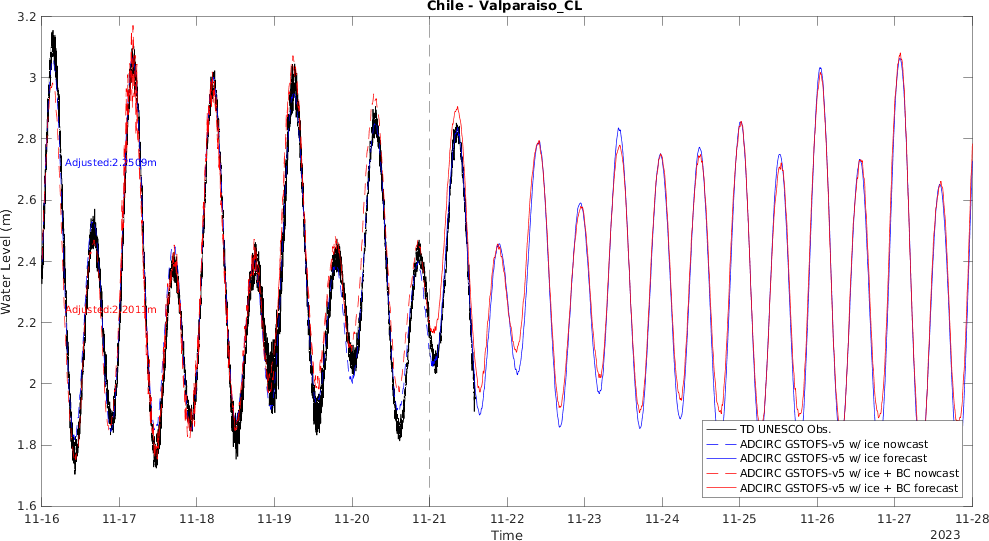 Chile - Valparaiso_CL
3.2
3
2.8
2.6
2.4
2.2
2
1.8
1.6
Water Level (m)
Adjusted:2.2509m
Adjusted:2.2011m
TD UNESCO Obs.
ADCIRC GSTOFS-v5 w/ ice nowcast
ADCIRC GSTOFS-v5 w/ ice forecast
ADCIRC GSTOFS-v5 w/ ice + BC nowcast
ADCIRC GSTOFS-v5 w/ ice + BC forecast
11-16 11-17 11-18 11-19 11-20 11-21 11-22 11-23 11-24 11-25 11-26 11-27 11-28
Time
2023